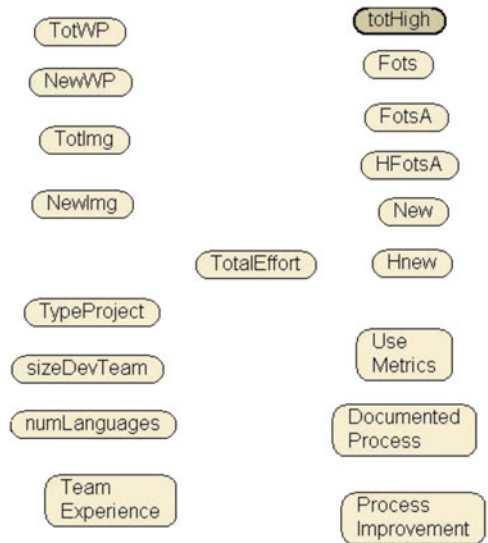 TotWP
NewWP
TotImg
NewImg
TypeProject
sizeDevTeam
numLanguages
Team
Experience
TotalEffort
totHigh
Fots
FotsA
HFotsA
New
Hnew
Use
Metrics
Documented
Process
Process
Improvement